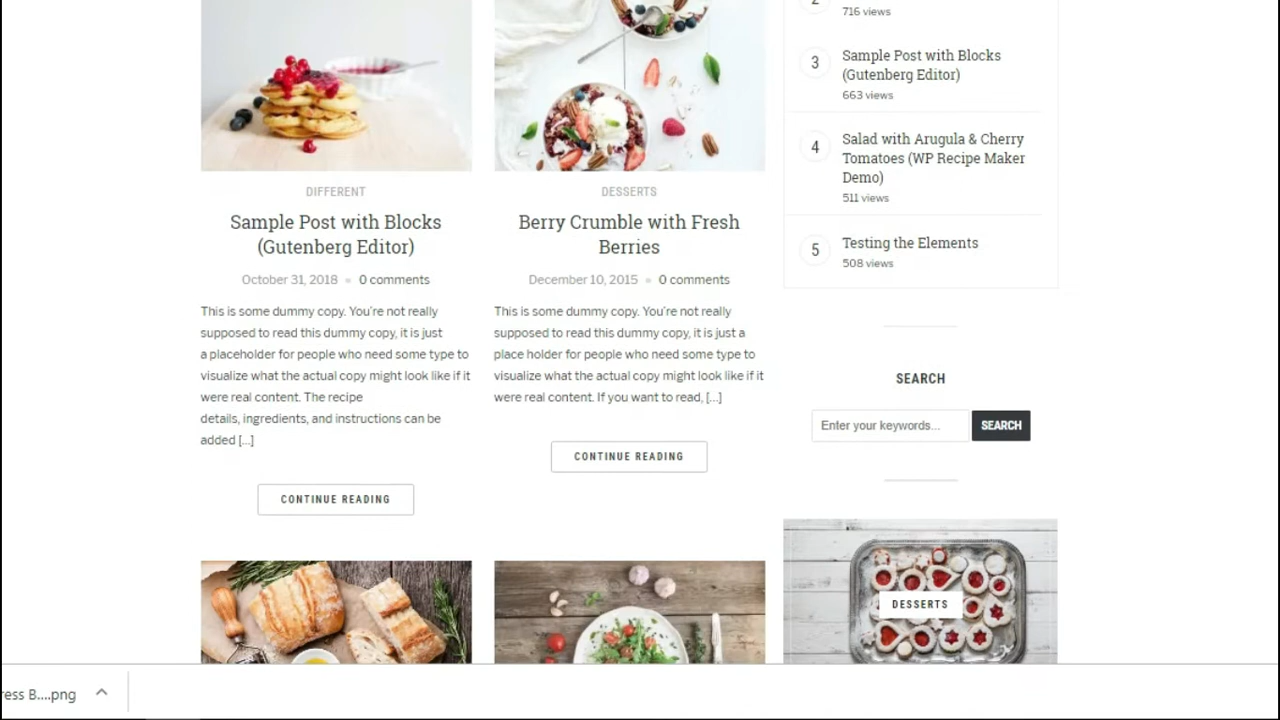 DIFFERENT
Sample Post with Blocks
(Gutenberg Editor)
October 31, 2018 • 0 comments
This is some dummy copy. You're not really
supposed to read this dummy copy, it is just
a placeholder for people who need some type to
visualize what the actual copy might look like if it
were real content. The recipe
details, ingredients, and instructions can be
added [...]
CONTINUE READING
DESSERTS
Berry Crumble with Fresh
Berries
December 10, 2015 • 0 comments
This is some dummy copy. You're not really
supposed to read this dummy copy, it is just a
place holder for people who need some type to
visualize what the actual copy might look like if it
were real content. If you want to read, [...]
CONTINUE READING
716 views
3
Sample Post with Blocks
(Gutenberg Editor)
663 views
4
Salad with Arugula & Cherry
Tomatoes (WP Recipe Maker
Demo)
511 views
5
Testing the Elements
508 views
SEARCH
Enter your keywords...
SEARCH
DESSERTS
ress B....png